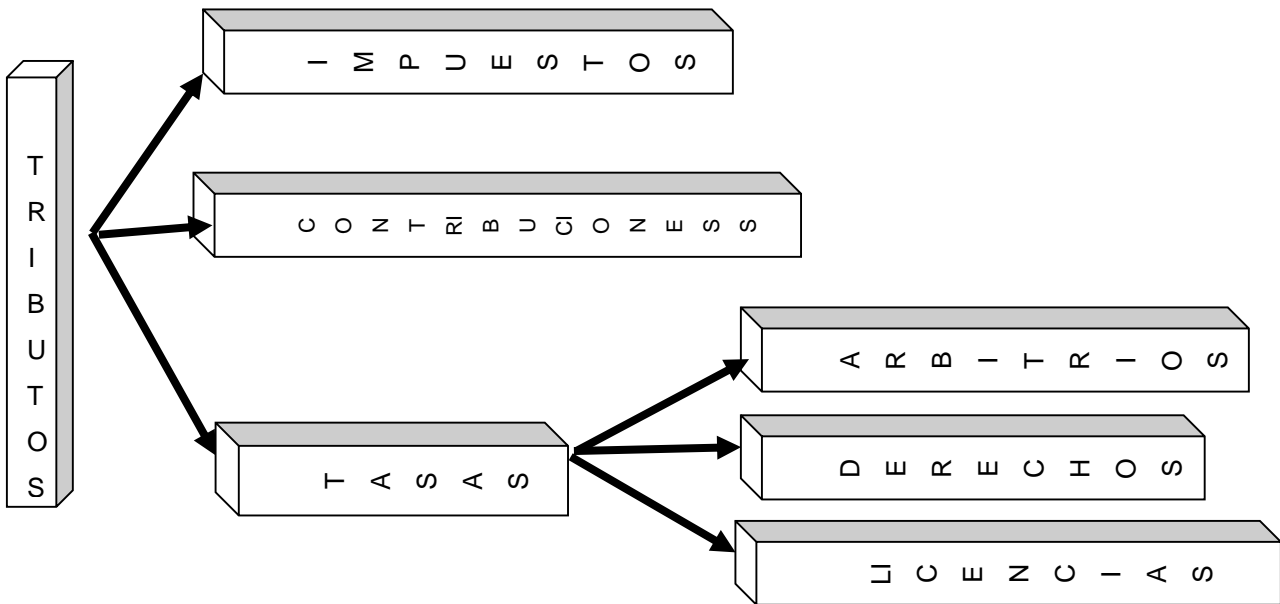 TRIBUTOS
IMPUESTOS
CONTRIBUCIONESS
TASAS
ARBITRIOS
DERECHOS
LICENCIAS